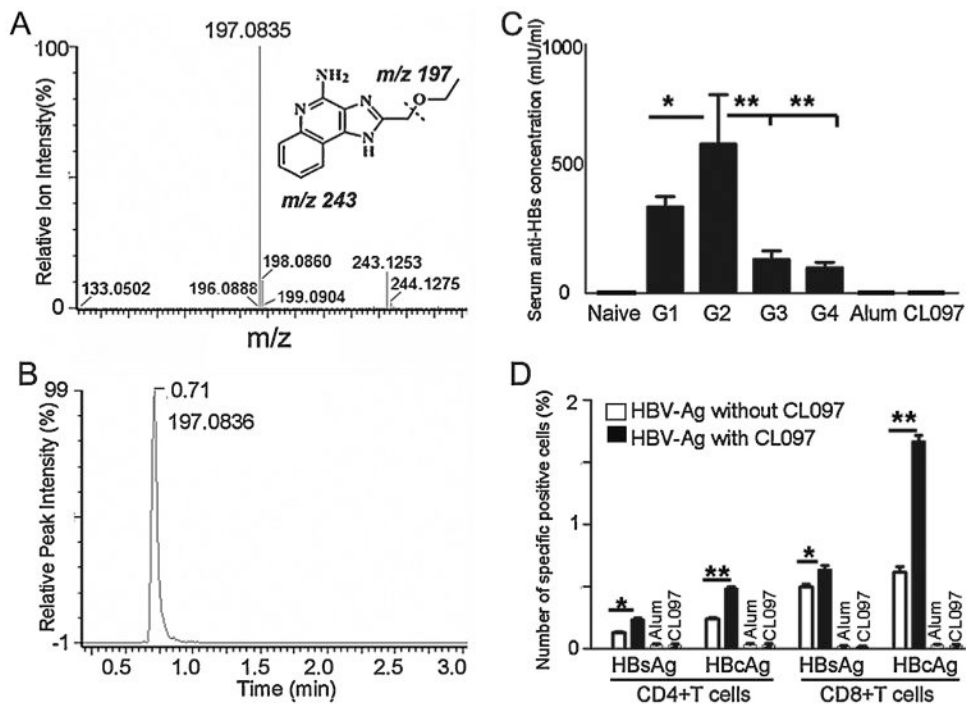 A
197.0835
100
Relative Ion Intensity(%)
0
NH₂
m/z 197
N
N
O
N
H
m/z 243
133.0502
196.0888
198.0860
199.0904
243.1253
244.1275
m/z
B
99
Relative Peak Intensity (%)
-1
0.71
197.0836
0.5 1.0 1.5 2.0 2.5 3.0
Time (min)
C
Serum anti-HBs concentration (mIU/ml)
1000
500
0
* ** **
Naive G1 G2 G3 G4 Alum CL097
D
Number of specific positive cells (%)
2
1
0
HBV-Ag without CL097
HBV-Ag with CL097
* ** * **
Alum CL097 Alum CL097 Alum CL097 Alum CL097
HBsAg HBcAg HBsAg HBcAg
CD4+T cells CD8+T cells